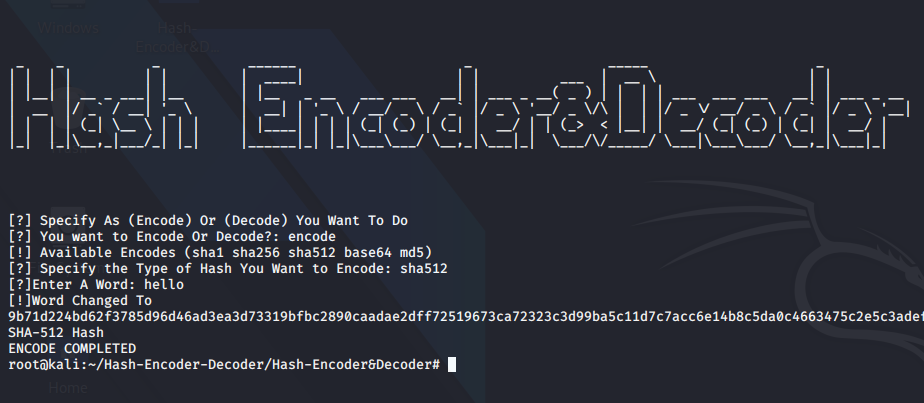 Windows
Hash-
Encoder&D...
Hash Encoder&Decoder
[?] Specify As (Encode) Or (Decode) You Want To Do
[?] You want to Encode Or Decode?: encode
[!] Available Encodes (sha1 sha256 sha512 base64 md5)
[?] Specify the Type of Hash You Want to Encode: sha512
[?]Enter A Word: hello
[!]Word Changed To
9b71d224bd62f3785d96d46ad3ea3d73319bfbc2890caadae2dff72519673ca72323c3d99ba5c11d7c7acc6e14b8c5da0c4663475c2e5c3adef
SHA-512 Hash
ENCODE COMPLETED
root@kali:~/Hash-Encoder-Decoder/Hash-Encoder&Decoder#
Home